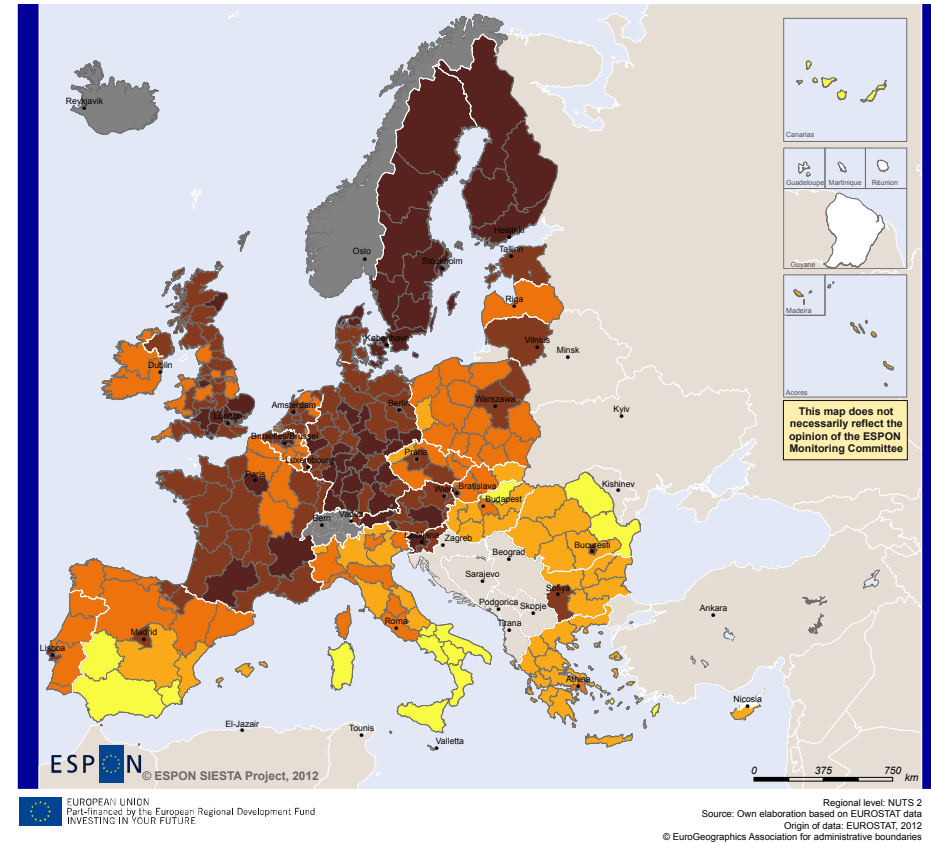 Reykjavik
Canarias
Guadeloupe
Martinique
Réunion
Guyane
Madeira
Acores
This map does not
necessarily reflect the
opinion of the ESPON
Monitoring Committee
Oslo
Helsinki
Tallinn
Stockholm
Riga
København
Vilnius
Minsk
Dublin
Amsterdam
Berlin
Warszawa
London
Kyiv
Bruxelles/Brussel
Luxembourg
Praha
Paris
Kishinev
Wien
Bratislava
Budapest
Bern
Vaduz
Ljubljana
Zagreb
Bucuresti
Beograd
Sarajevo
Sofiya
Podgorica
Skopje
Ankara
Roma
Tirana
Madrid
Lisboa
Athina
Nicosia
El-Jazair
Tounis
Valletta
ESPON
© ESPON SIESTA Project, 2012
0 375 750
km
EUROPEAN UNION
Part-financed by the European Regional Development Fund
INVESTING IN YOUR FUTURE
Regional level: NUTS 2
Source: Own elaboration based on EUROSTAT data
Origin of data: EUROSTAT, 2012
© EuroGeographics Association for administrative boundaries